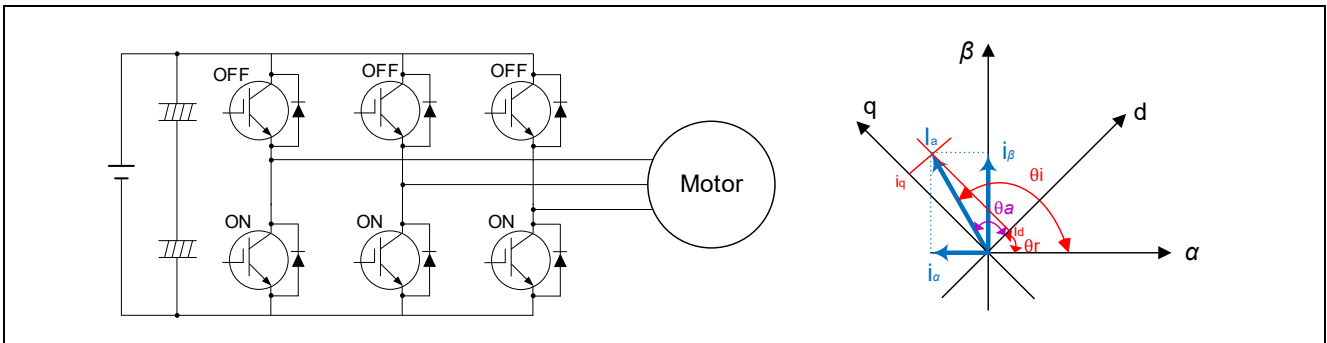 OFF
OFF
OFF
ON
ON
ON
Motor
β
q
d
Ia
iβ
iq
θi
θa
Id
θr
iα
α